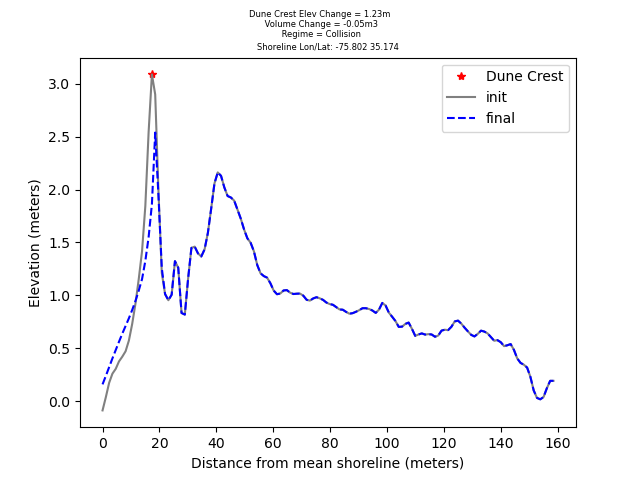 Dune Crest Elev Change = 1.23m
Volume Change = -0.05m3
Regime = Collision
Shoreline Lon/Lat: -75.802 35.174
Dune Crest
init
final
3.0
2.5
2.0
1.5
1.0
0.5
0.0
Elevation (meters)
0 20 40 60 80 100 120 140 160
Distance from mean shoreline (meters)